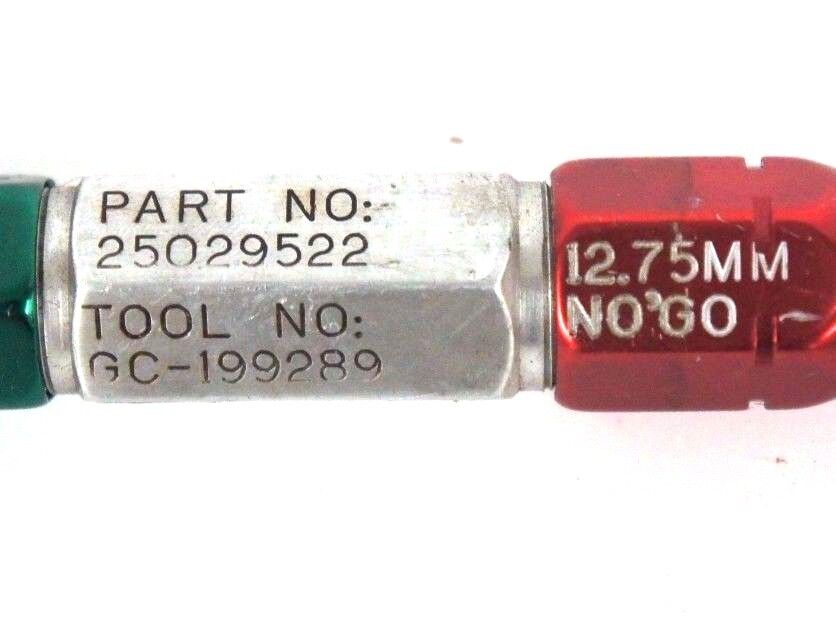 PART NO:
25029522
TOOL NO:
GC-199289
12.75MM
NO GO